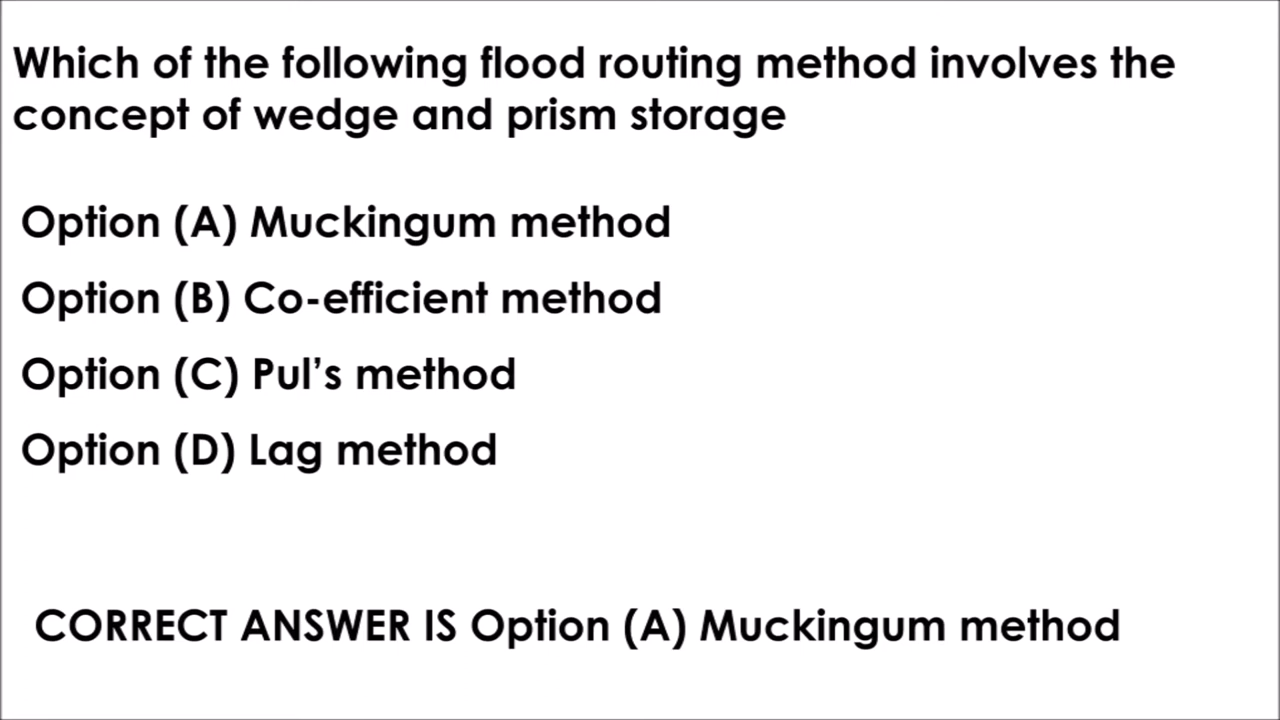 Which of the following flood routing method involves the
concept of wedge and prism storage
Option (A) Muckingum method
Option (B) Co-efficient method
Option (C) Pul’s method
Option (D) Lag method
CORRECT ANSWER IS Option (A) Muckingum method